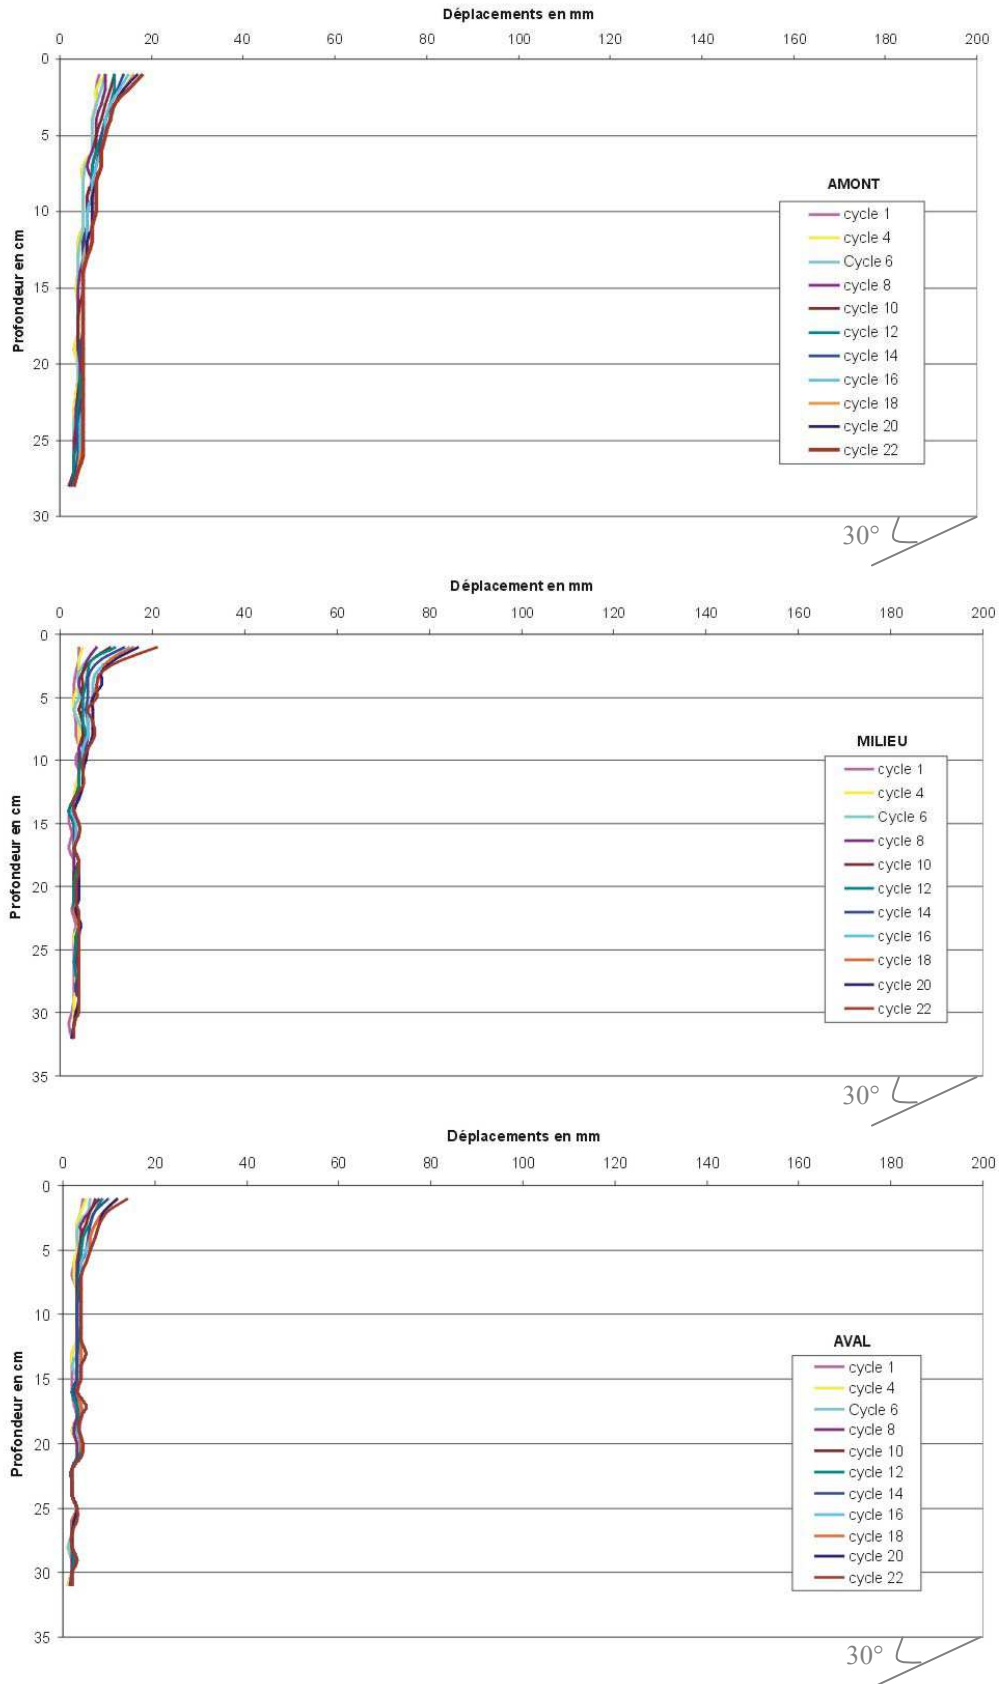 Déplacements en mm
0 20 40 60 80 100 120 140 160 180 200
0
5
10
15
20
25
30
Profondeur en cm
AMONT
cycle 1
cycle 4
Cycle 6
cycle 8
cycle 10
cycle 12
cycle 14
cycle 16
cycle 18
cycle 20
cycle 22
30°
Déplacement en mm
0 20 40 60 80 100 120 140 160 180 200
0
5
10
15
20
25
30
35
Profondeur en cm
MILIEU
cycle 1
cycle 4
Cycle 6
cycle 8
cycle 10
cycle 12
cycle 14
cycle 16
cycle 18
cycle 20
cycle 22
30°
Déplacements en mm
0 20 40 60 80 100 120 140 160 180 200
0
5
10
15
20
25
30
35
Profondeur en cm
AVAL
cycle 1
cycle 4
Cycle 6
cycle 8
cycle 10
cycle 12
cycle 14
cycle 16
cycle 18
cycle 20
cycle 22
30°